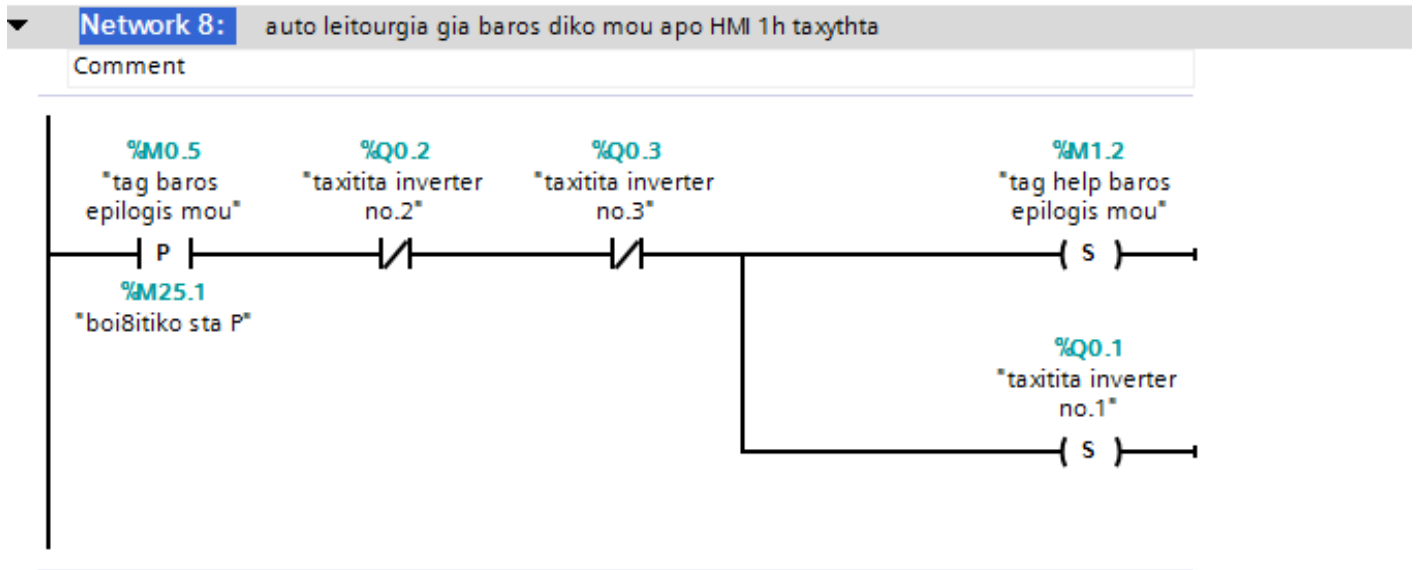 Network 8: auto leitourgia gia baros diko mou apo HMI 1h taxythta
Comment
%M0.5 %Q0.2 %Q0.3 %M1.2
"tag baros "taxitita inverter "taxitita inverter "tag help baros
epilogis mou" no.2" no.3" epilogis mou"
P S
%M25.1
"boi8itiko sta P"
%Q0.1
"taxitita inverter
no.1"
S